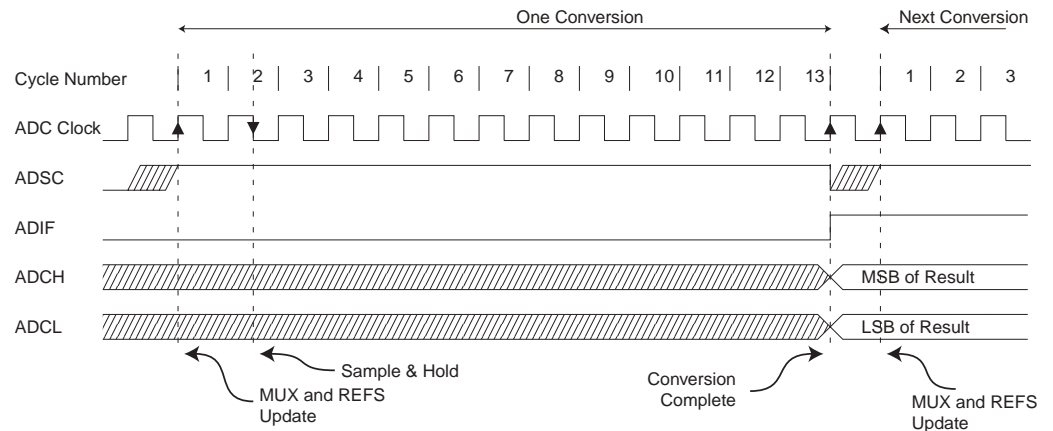 One Conversion
Next Conversion
Cycle Number 1 2 3 4 5 6 7 8 9 10 11 12 13 1 2 3
ADC Clock
ADSC
ADIF
ADCH MSB of Result
ADCL LSB of Result
Sample & Hold
MUX and REFS
Update
Conversion
Complete
MUX and REFS
Update